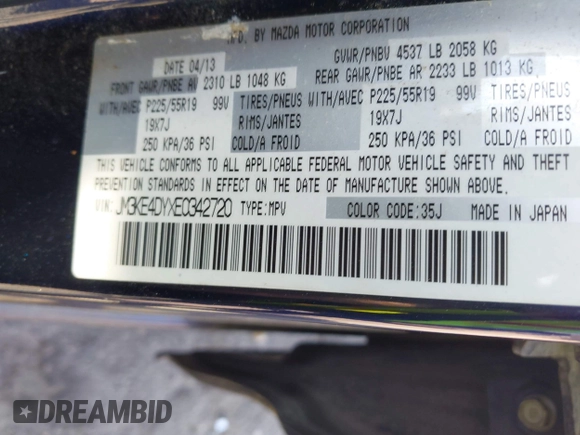 MFD. BY MAZDA MOTOR CORPORATION
DATE 04/13 GVWR/PNBV 4537 LB 2058 KG
FRONT GAWR/PNBE AV 2310 LB 1048 KG REAR GAWR/PNBE AR 2233 LB 1013 KG
WITH/AVEC P225/55R19 99V TIRES/PNEUS WITH/AVEC P225/55R19 99V TIRES/PNEUS
19X7J RIMS/JANTES 19X7J RIMS/JANTES
250 KPA/36 PSI COLD/A FROID 250 KPA/36 PSI COLD/A FROID
THIS VEHICLE CONFORMS TO ALL APPLICABLE FEDERAL MOTOR VEHICLE SAFETY AND THEFT
PREVENTION STANDARDS IN EFFECT ON THE DATE OF MANUFACTURE SHOWN ABOVE.
VIN: JM3KE4DYXE0342720 TYPE:MPV COLOR CODE:35J MADE IN JAPAN
DREAMBID